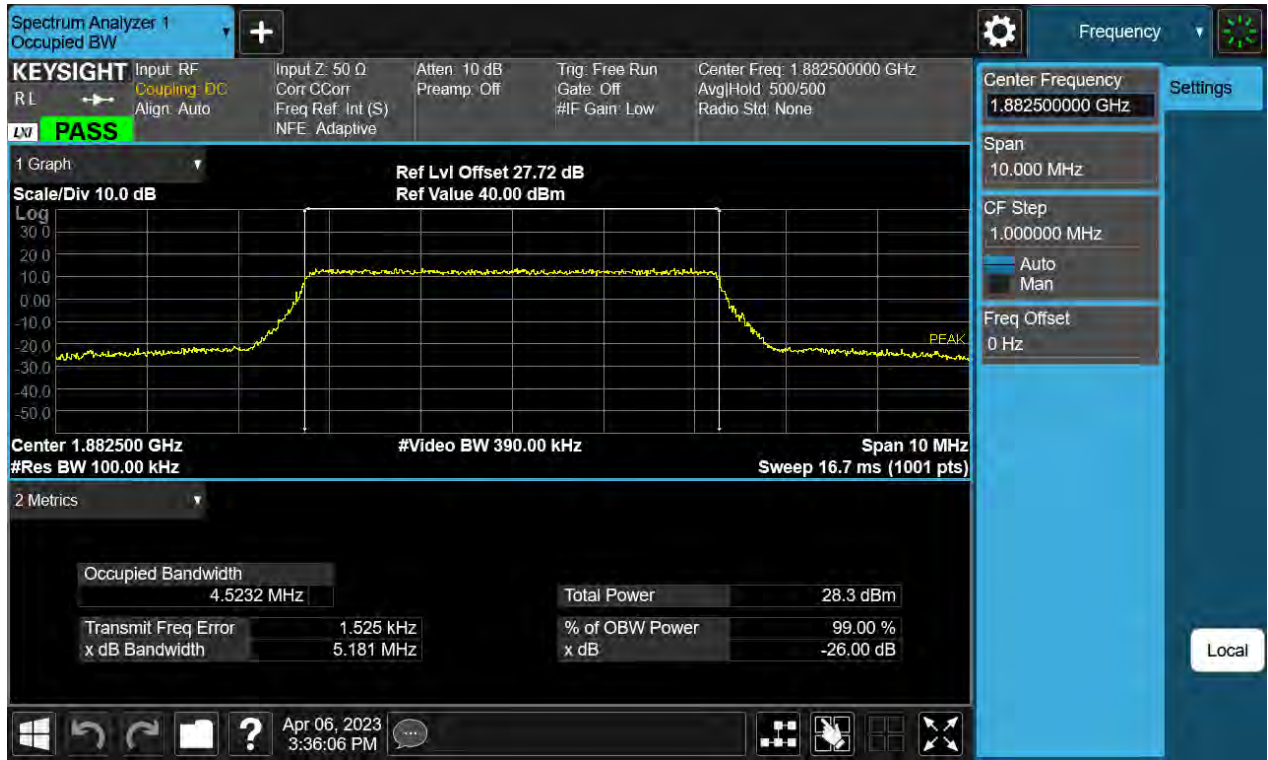 Spectrum Analyzer 1
Occupied BW
Frequency
KEYSIGHT
RL
LXI PASS
Input: RF
Coupling: DC
Align: Auto
Input Z: 50 Ω
Corr CCorr
Freq Ref: Int (S)
NFE: Adaptive
Atten: 10 dB
Preamp: Off
Trig: Free Run
Gate: Off
#IF Gain: Low
Center Freq: 1.882500000 GHz
Avg|Hold: 500/500
Radio Std: None
Center Frequency
1.882500000 GHz
Settings
Span
10.000 MHz
CF Step
1.000000 MHz
Auto
Man
Freq Offset
0 Hz
1 Graph
Ref Lvl Offset 27.72 dB
Scale/Div 10.0 dB
Ref Value 40.00 dBm
Log
30.0
20.0
10.0
0.00
-10.0
-20.0
-30.0
-40.0
-50.0
PEAK
Center 1.882500 GHz
#Video BW 390.00 kHz
Span 10 MHz
#Res BW 100.00 kHz
Sweep 16.7 ms (1001 pts)
2 Metrics
Occupied Bandwidth
4.5232 MHz
Total Power 28.3 dBm
Transmit Freq Error 1.525 kHz
% of OBW Power 99.00 %
x dB Bandwidth 5.181 MHz
x dB -26.00 dB
Local
?
Apr 06, 2023
3:36:06 PM